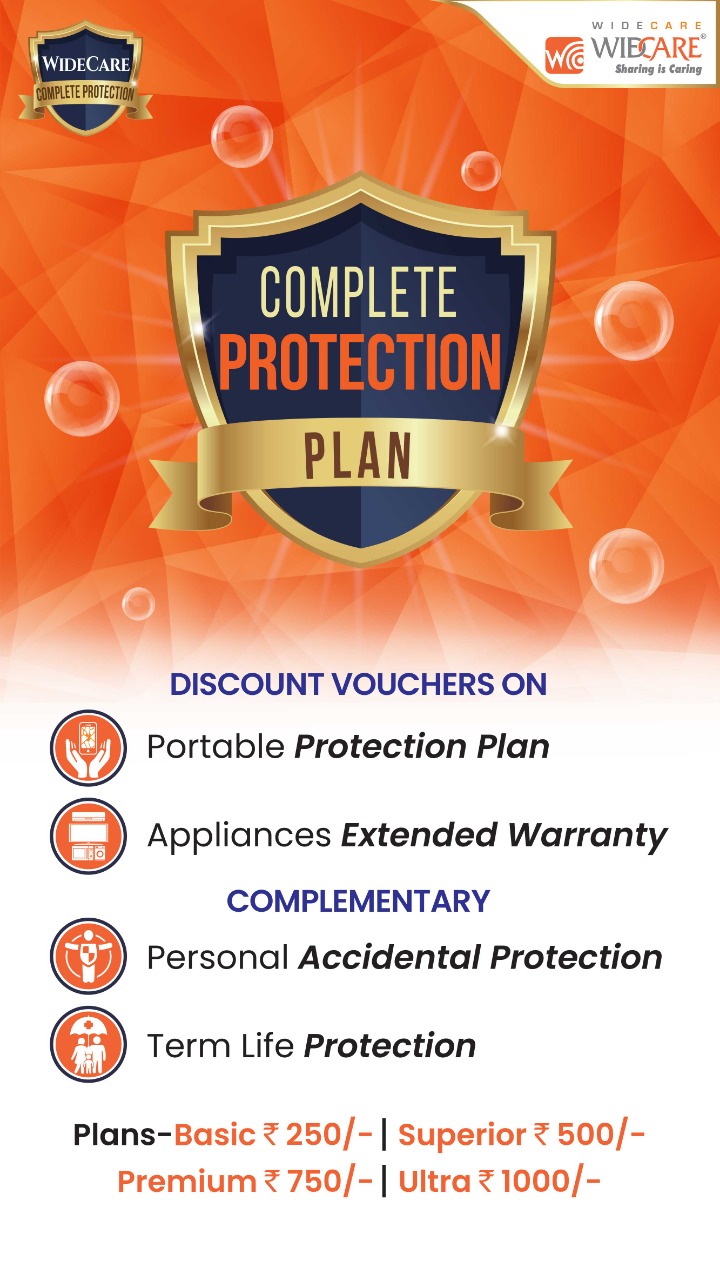 WIDECARE
COMPLETE PROTECTION
WIDECARE
WC WIDECARE®
Sharing is Caring
COMPLETE
PROTECTION
PLAN
DISCOUNT VOUCHERS ON
Portable Protection Plan
Appliances Extended Warranty
COMPLEMENTARY
Personal Accidental Protection
Term Life Protection
Plans-Basic ₹ 250/- | Superior ₹ 500/-
Premium ₹ 750/- | Ultra ₹ 1000/-